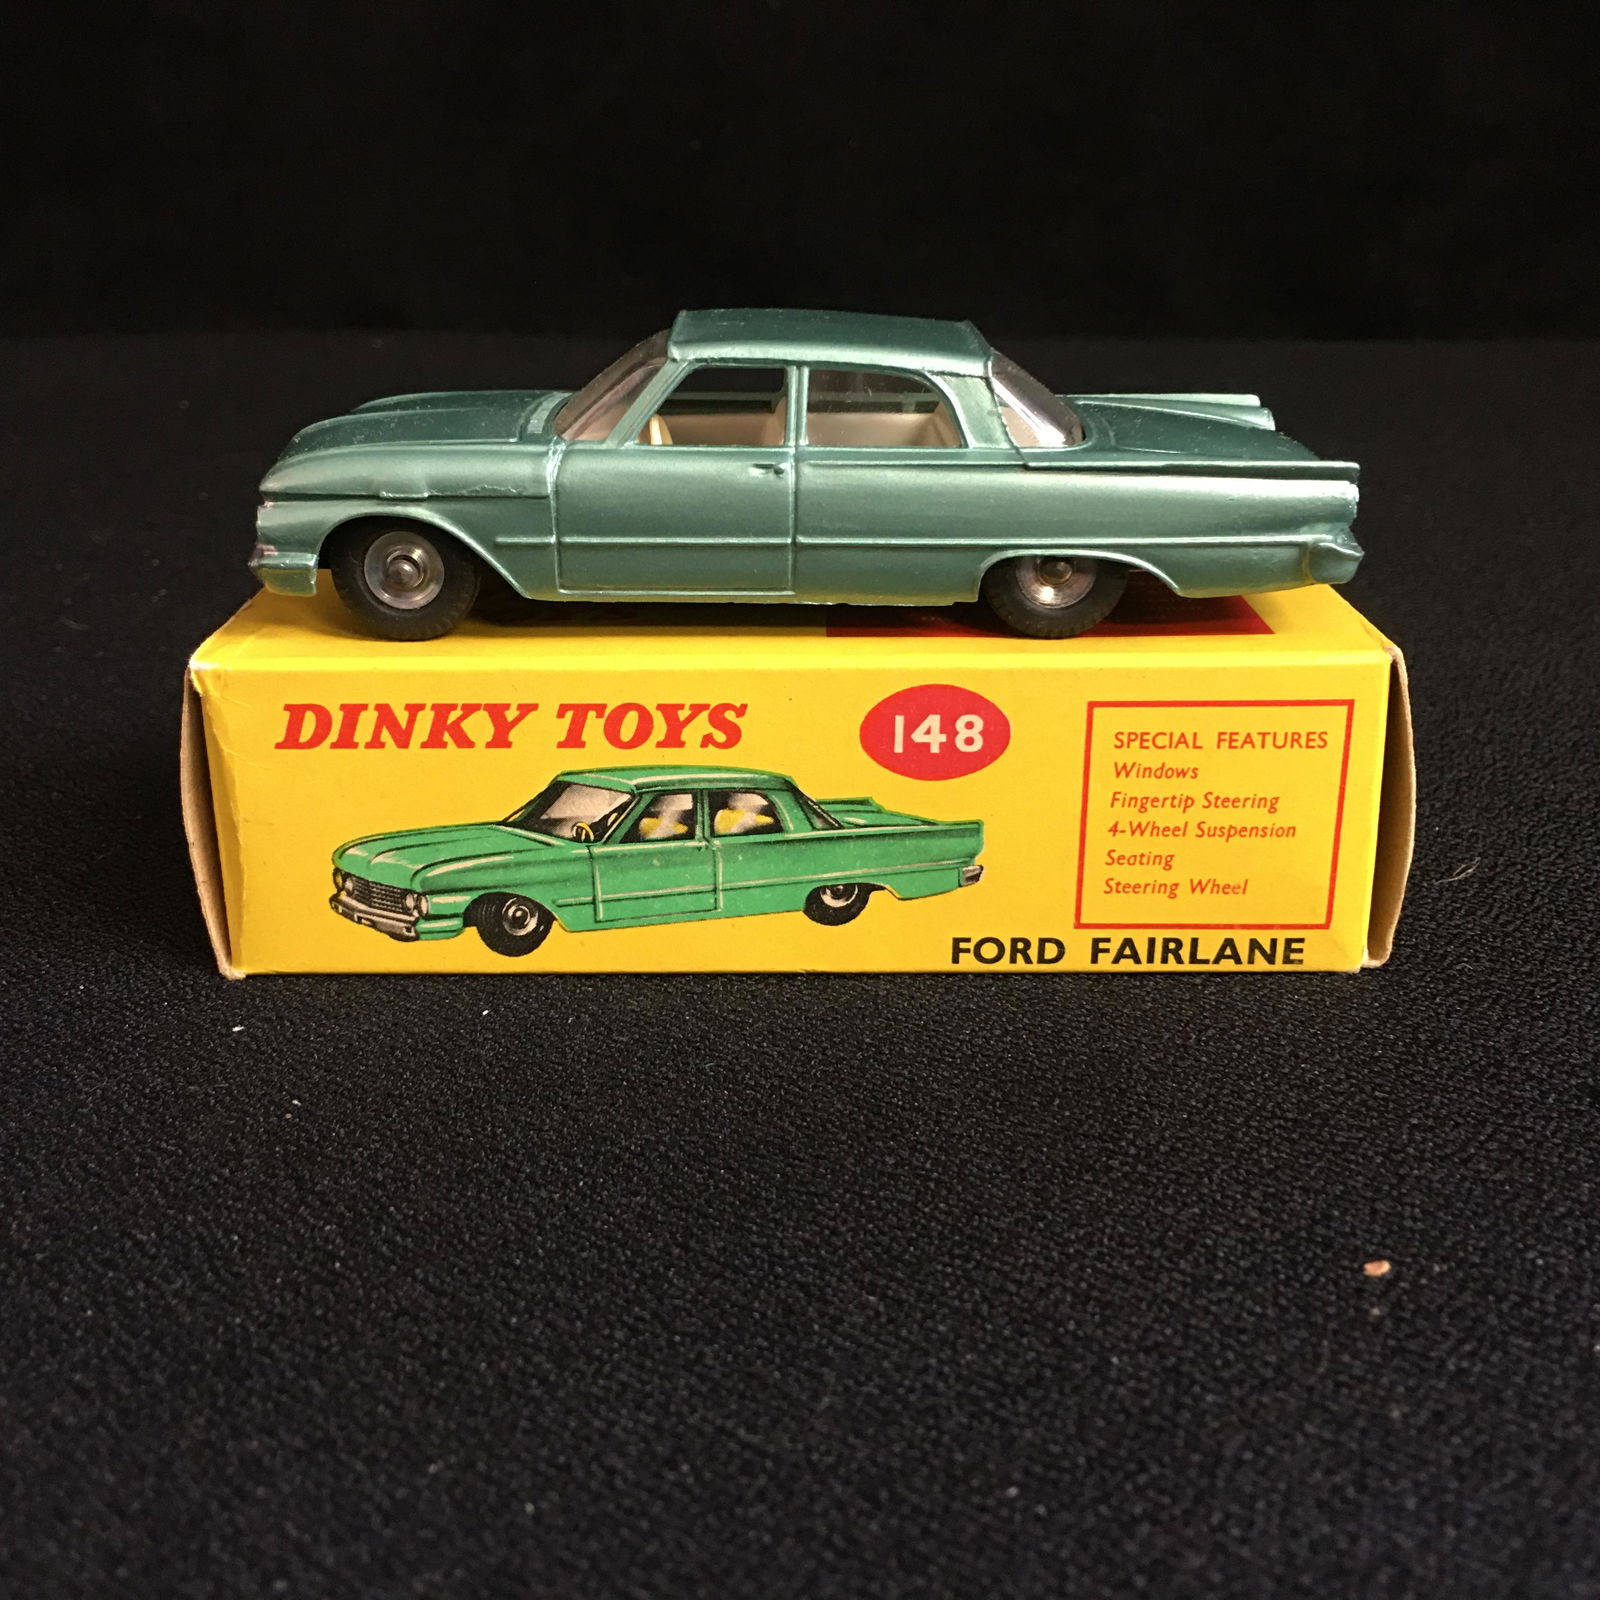 DINKY TOYS
148
SPECIAL FEATURES
Windows
Fingertip Steering
4-Wheel Suspension
Seating
Steering Wheel
FORD FAIRLANE